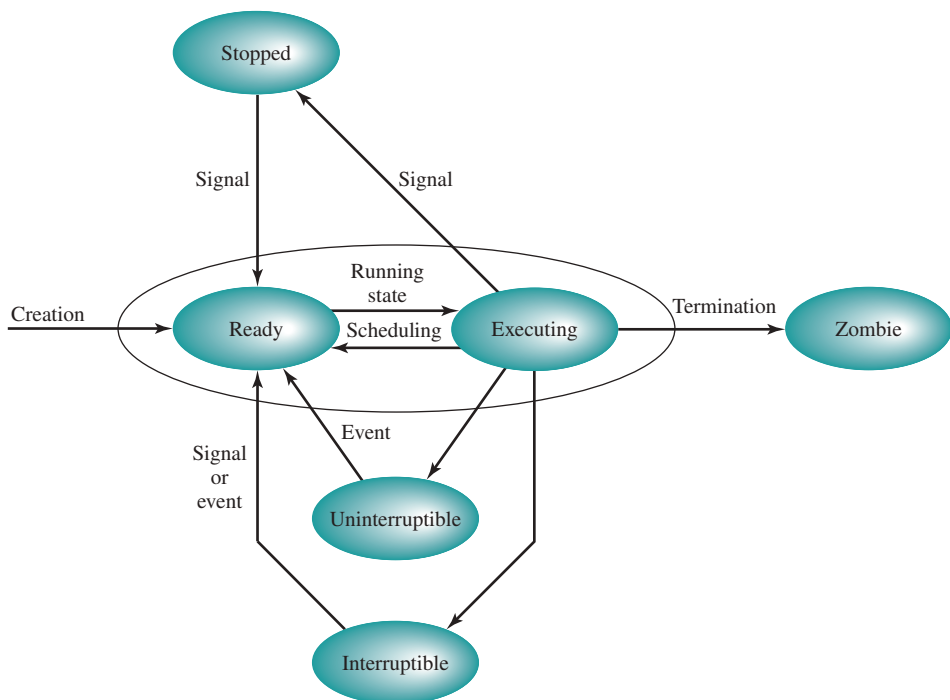 Stopped
Signal
Signal
Running
state
Creation
Ready
Scheduling
Executing
Termination
Zombie
Event
Signal
or
event
Uninterruptible
Interruptible